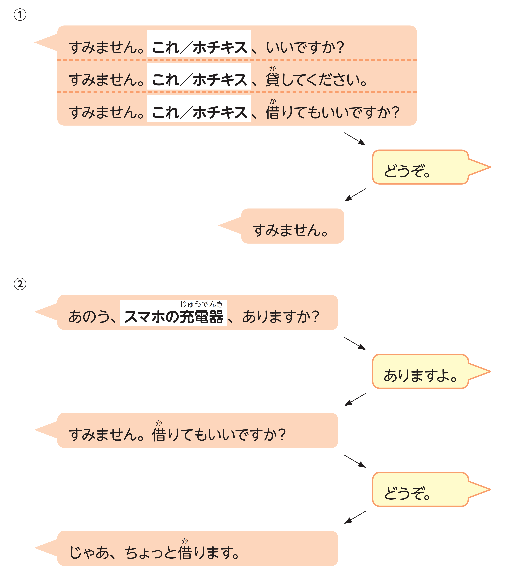 ①
すみません。これ／ホチキス、いいですか？
すみません。これ／ホチキス、貸してください。
すみません。これ／ホチキス、借りてもいいですか？
どうぞ。
すみません。
②
あのう、スマホの充電器、ありますか？
ありますよ。
すみません。借りてもいいですか？
どうぞ。
じゃあ、ちょっと借ります。